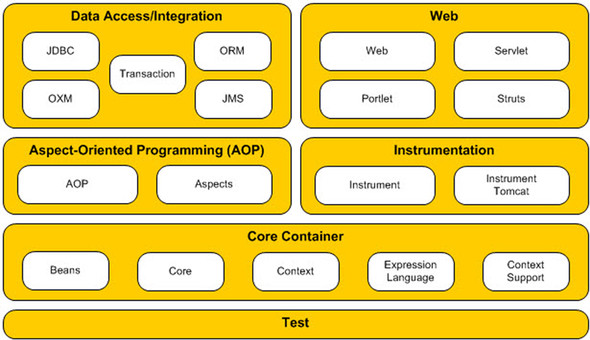 Data Access/Integration
JDBC
ORM
Transaction
OXM
JMS
Web
Web
Servlet
Portlet
Struts
Aspect-Oriented Programming (AOP)
AOP
Aspects
Instrumentation
Instrument
Instrument
Tomcat
Core Container
Beans
Core
Context
Expression
Language
Context
Support
Test